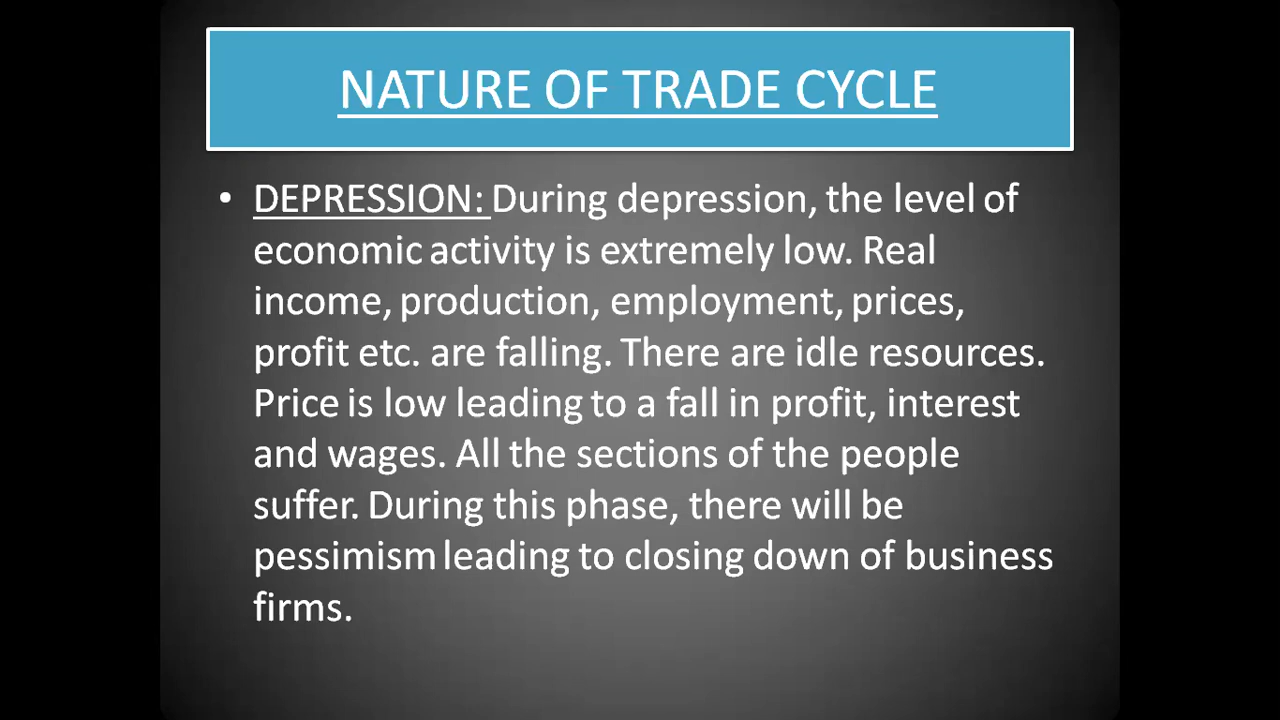 NATURE OF TRADE CYCLE
• DEPRESSION: During depression, the level of
economic activity is extremely low. Real
income, production, employment, prices,
profit etc. are falling. There are idle resources.
Price is low leading to a fall in profit, interest
and wages. All the sections of the people
suffer. During this phase, there will be
pessimism leading to closing down of business
firms.